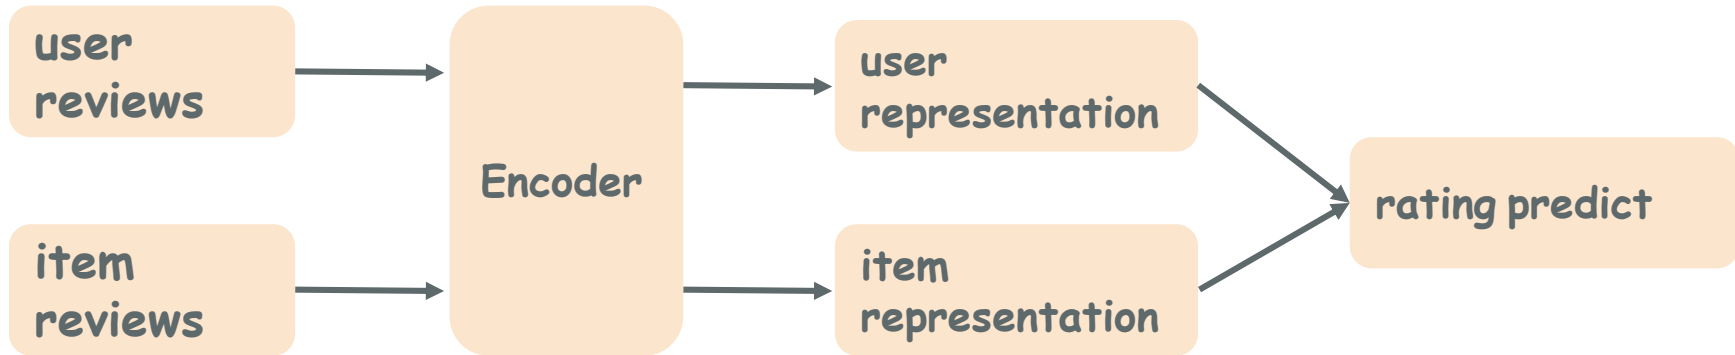 user
reviews
item
reviews
Encoder
user
representation
item
representation
rating predict